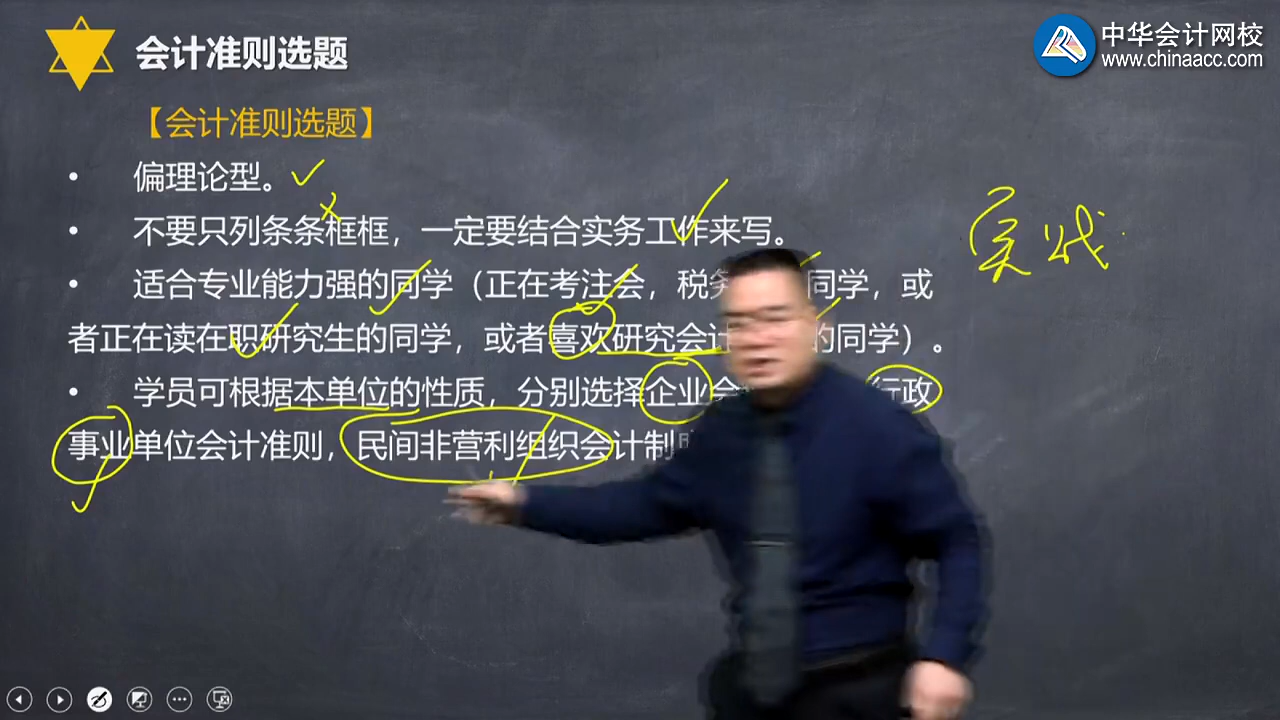 会计准则选题
中华会计网校
www.chinaacc.com
【会计准则选题】
• 偏理论型。
• 不要只列条条框框，一定要结合实务工作来写。
实践
• 适合专业能力强的同学（正在考注会，税 同学，或
者正在读在职研究生的同学，或者喜欢研究会计 的同学）。
• 学员可根据本单位的性质，分别选择企业会 行政
事业单位会计准则，民间非营利组织会计制